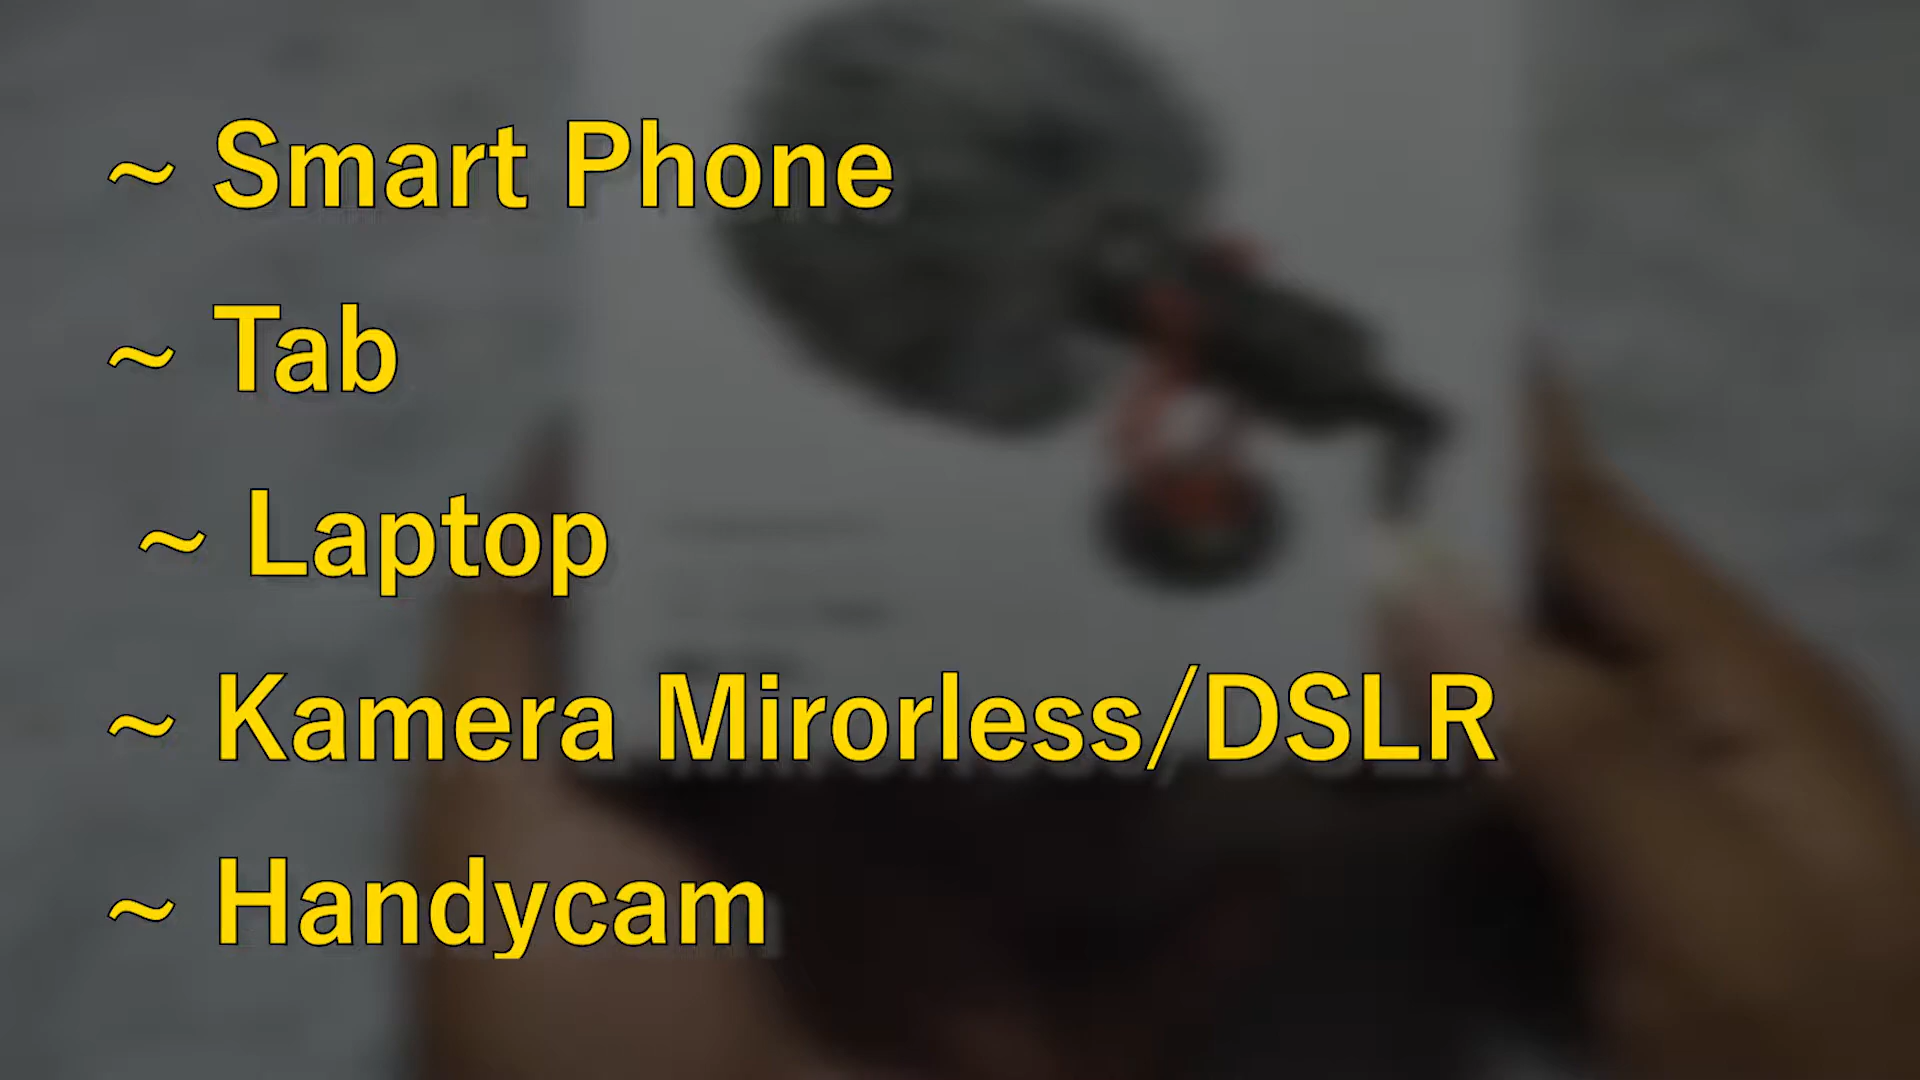 ~ Smart Phone
~ Tab
~ Laptop
~ Kamera Mirorless/DSLR
~ Handycam